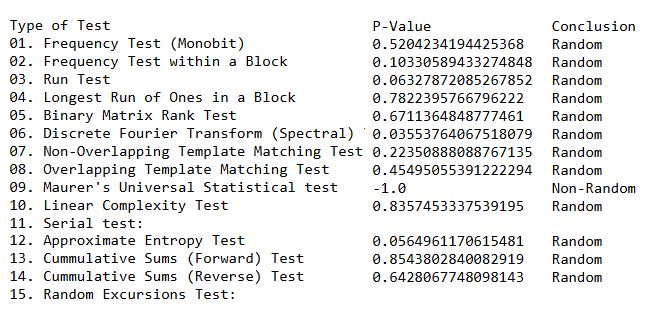 Type of Test P-Value Conclusion
01. Frequency Test (Monobit) 0.5204234194425368 Random
02. Frequency Test within a Block 0.10330589433274848 Random
03. Run Test 0.06327872085267852 Random
04. Longest Run of Ones in a Block 0.7822395766796222 Random
05. Binary Matrix Rank Test 0.6711364848777461 Random
06. Discrete Fourier Transform (Spectral) 0.03553764067518079 Random
07. Non-Overlapping Template Matching Test 0.22350888088767135 Random
08. Overlapping Template Matching Test 0.45495055391222294 Random
09. Maurer's Universal Statistical test -1.0 Non-Random
10. Linear Complexity Test 0.8357453337539195 Random
11. Serial test:
12. Approximate Entropy Test 0.0564961170615481 Random
13. Cummulative Sums (Forward) Test 0.8543802840082919 Random
14. Cummulative Sums (Reverse) Test 0.6428067748098143 Random
15. Random Excursions Test: